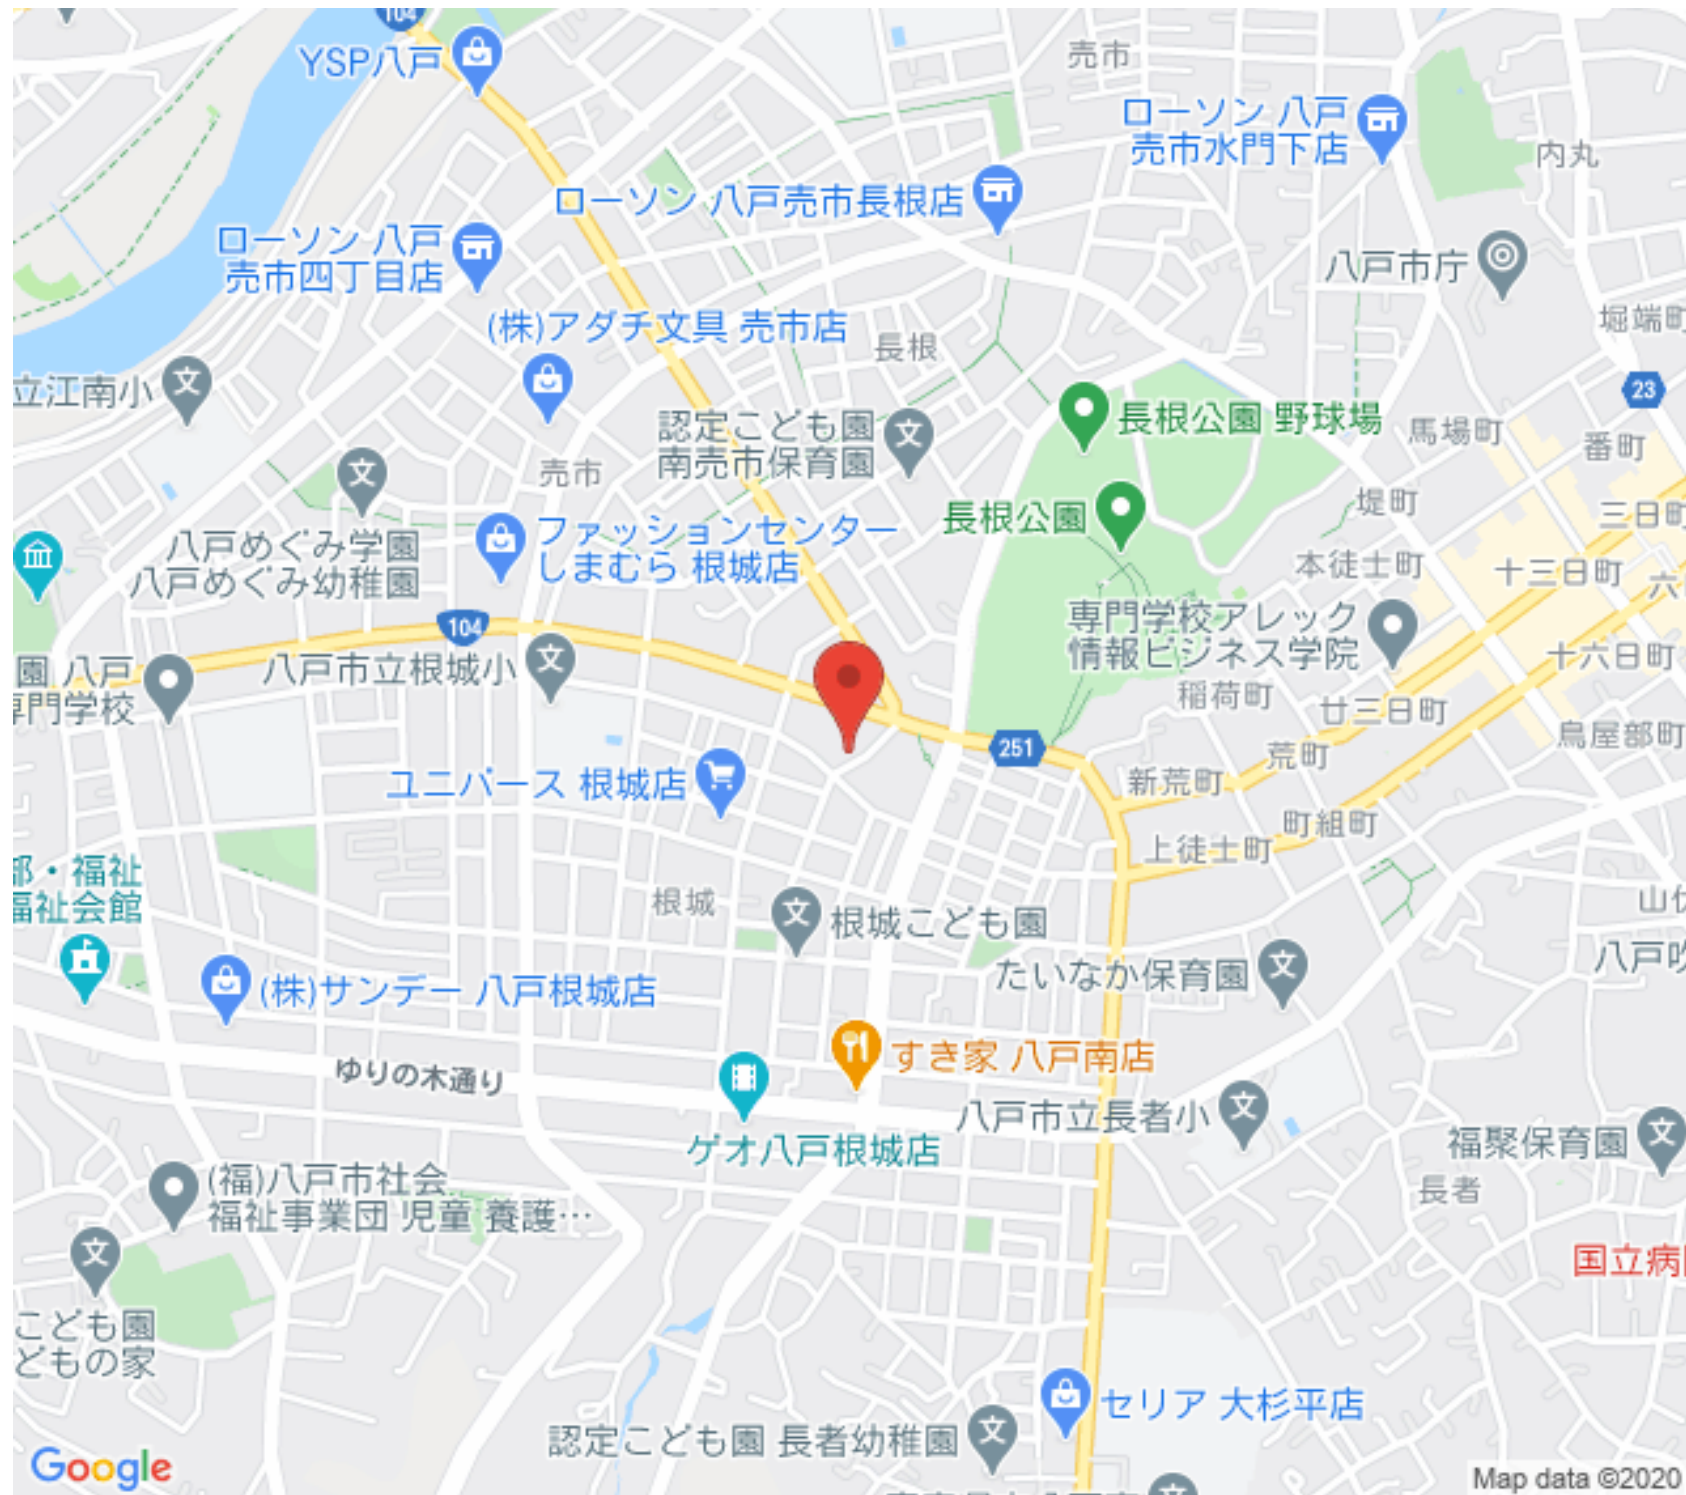 104
YSP八戸
売市
ローソン 八戸
売市水門下店
内丸
ローソン 八戸売市長根店
ローソン 八戸
売市四丁目店
八戸市庁
堀端町
(株)アダチ文具 売市店
長根
立江南小
23
認定こども園
南売市保育園
長根公園 野球場
馬場町
番町
売市
八戸めぐみ学園
八戸めぐみ幼稚園
ファッションセンター
しまむら 根城店
長根公園
堤町
三日町
本徒士町
十三日町
六
104
専門学校アレック
情報ビジネス学院
八戸市立根城小
園 八戸
専門学校
十六日町
稲荷町
廿三日町
鳥屋部町
251
荒町
新荒町
ユニバース 根城店
町組町
上徒士町
部・福祉
福祉会館
根城
根城こども園
山伏
たいなか保育園
八戸吹
(株)サンデー 八戸根城店
すき家 八戸南店
ゆりの木通り
八戸市立長者小
ゲオ八戸根城店
福聚保育園
長者
(福)八戸市社会
福祉事業団 児童 養護…
国立病
こども園
どもの家
セリア 大杉平店
認定こども園 長者幼稚園
Google
Map data ©2020